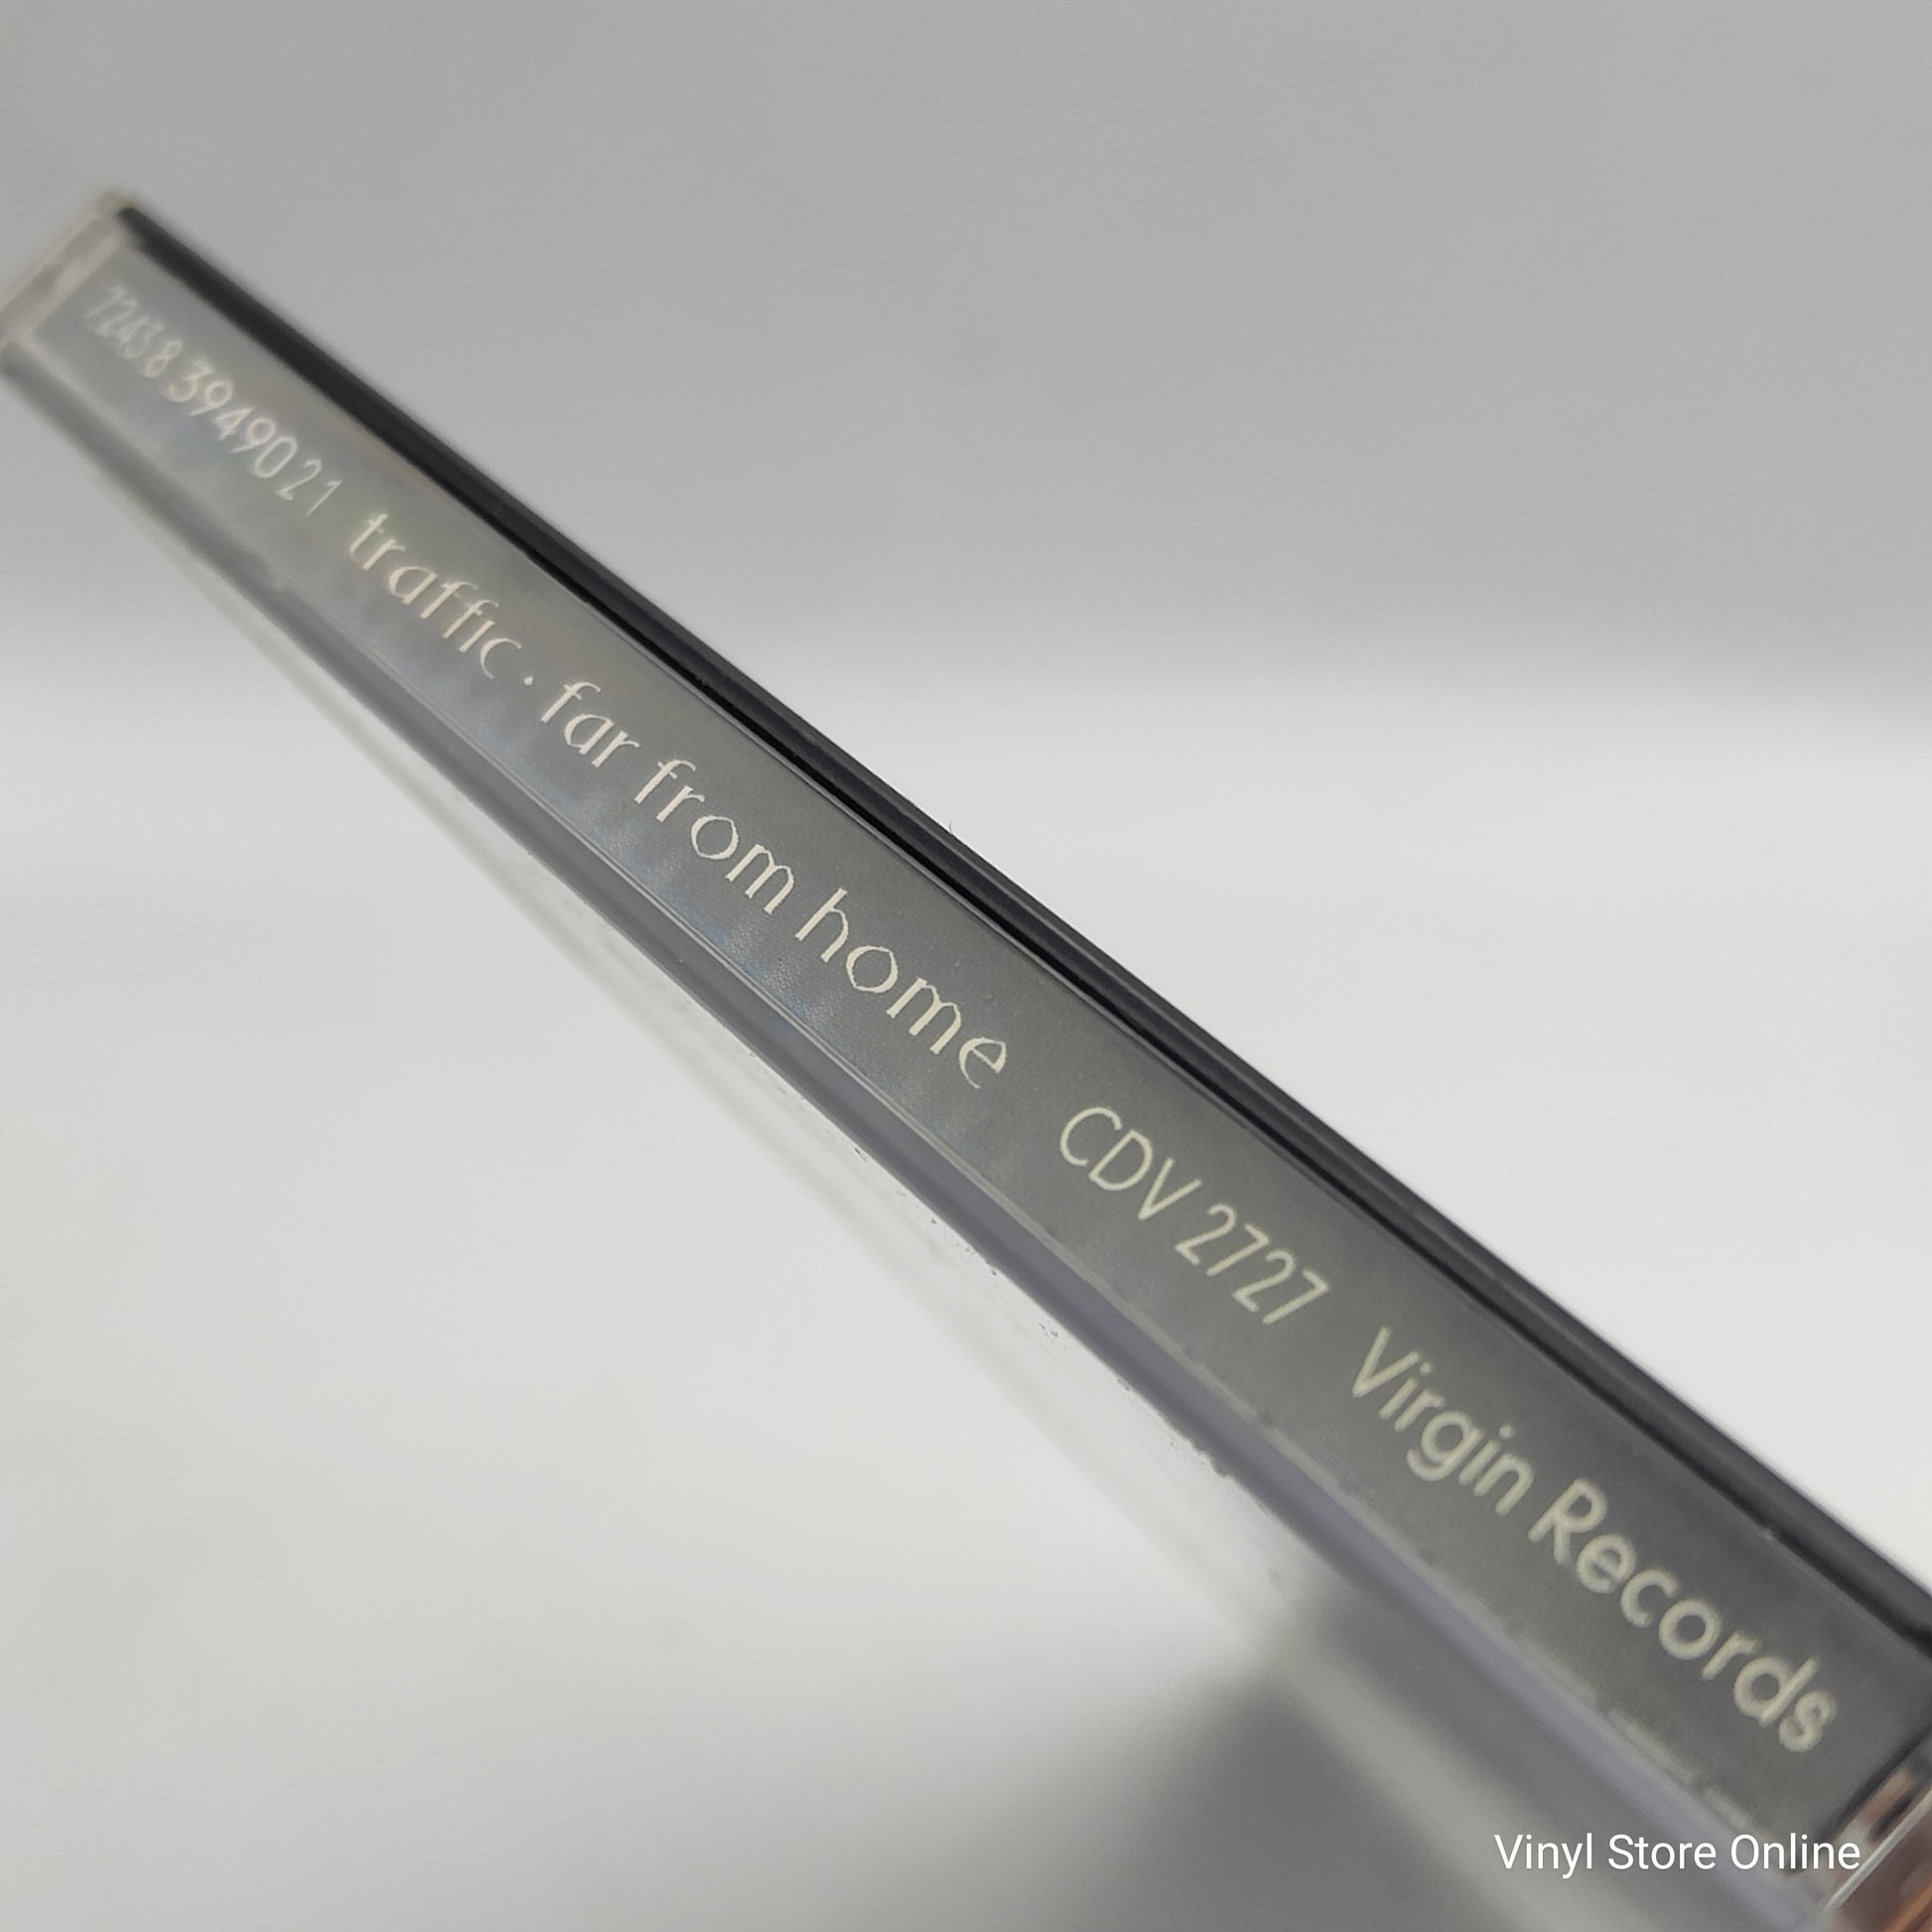 72438 3949021 traffic · far from home CDV 2727 Virgin Records
Vinyl Store Online